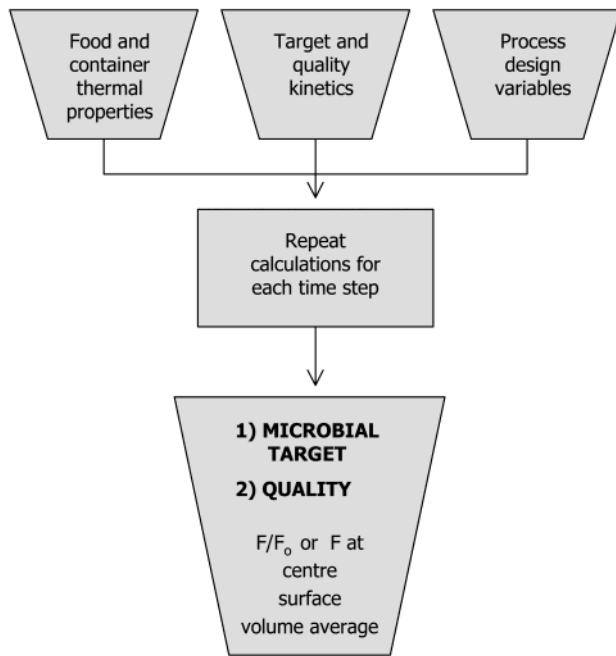 Food and
container
thermal
properties
Target and
quality
kinetics
Process
design
variables
Repeat
calculations for
each time step
1) MICROBIAL
TARGET
2) QUALITY
F/Fo or F at
centre
surface
volume average